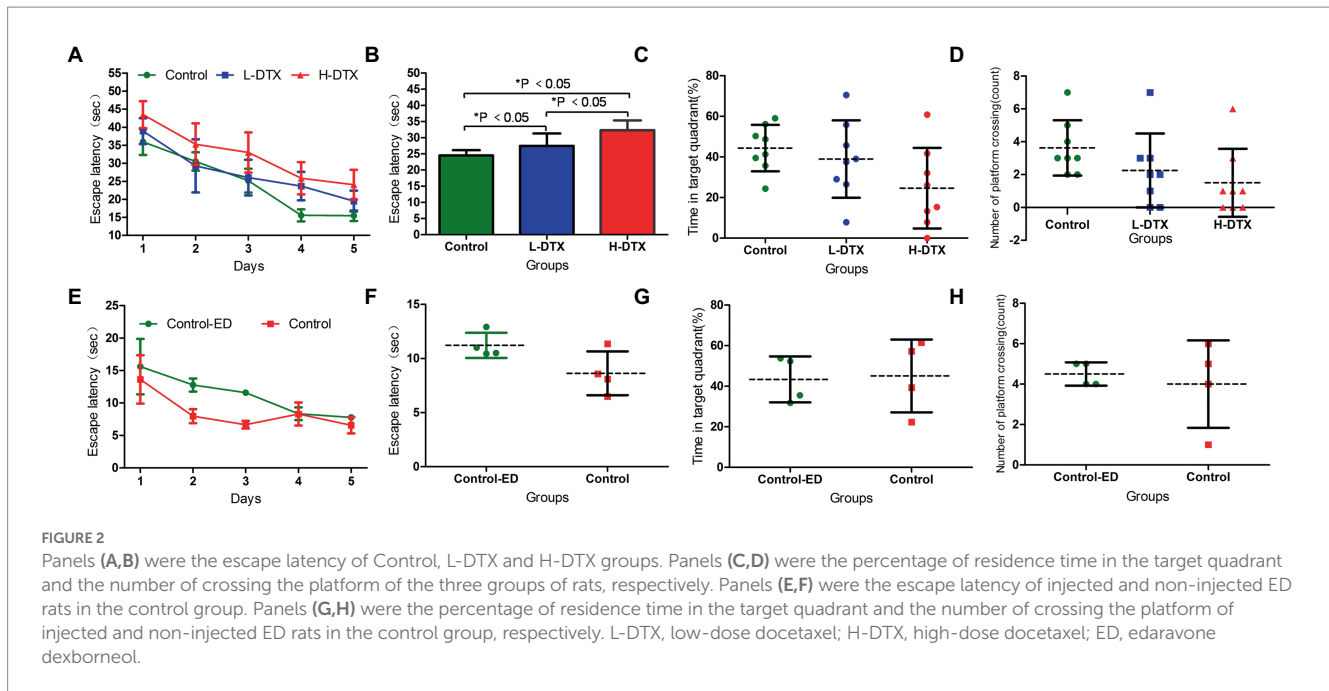 A
Control L-DTX H-DTX
Escape latency (sec)
55
50
45
40
35
30
25
20
15
10
1 2 3 4 5
Days
B
*P < 0.05
*P < 0.05
*P < 0.05
Escape latency (sec)
50
45
40
35
30
25
20
15
10
5
0
Control L-DTX H-DTX
Groups
C
Time in target quadrant(%)
80
60
40
20
0
Control L-DTX H-DTX
Groups
D
Number of platform crossing(count)
8
6
4
2
0
-2
Control L-DTX H-DTX
Groups
E
Control-ED Control
Escape latency (sec)
25
20
15
10
5
0
1 2 3 4 5
Days
F
Escape latency (sec)
15
10
5
0
Control-ED Control
Groups
G
Time in target quadrant(%)
80
60
40
20
0
Control-ED Control
Groups
H
Number of platform crossing(count)
8
6
4
2
0
Control-ED Control
Groups
FIGURE 2
Panels (A,B) were the escape latency of Control, L-DTX and H-DTX groups. Panels (C,D) were the percentage of residence time in the target quadrant
and the number of crossing the platform of the three groups of rats, respectively. Panels (E,F) were the escape latency of injected and non-injected ED
rats in the control group. Panels (G,H) were the percentage of residence time in the target quadrant and the number of crossing the platform of
injected and non-injected ED rats in the control group, respectively. L-DTX, low-dose docetaxel; H-DTX, high-dose docetaxel; ED, edaravone
dexborneol.